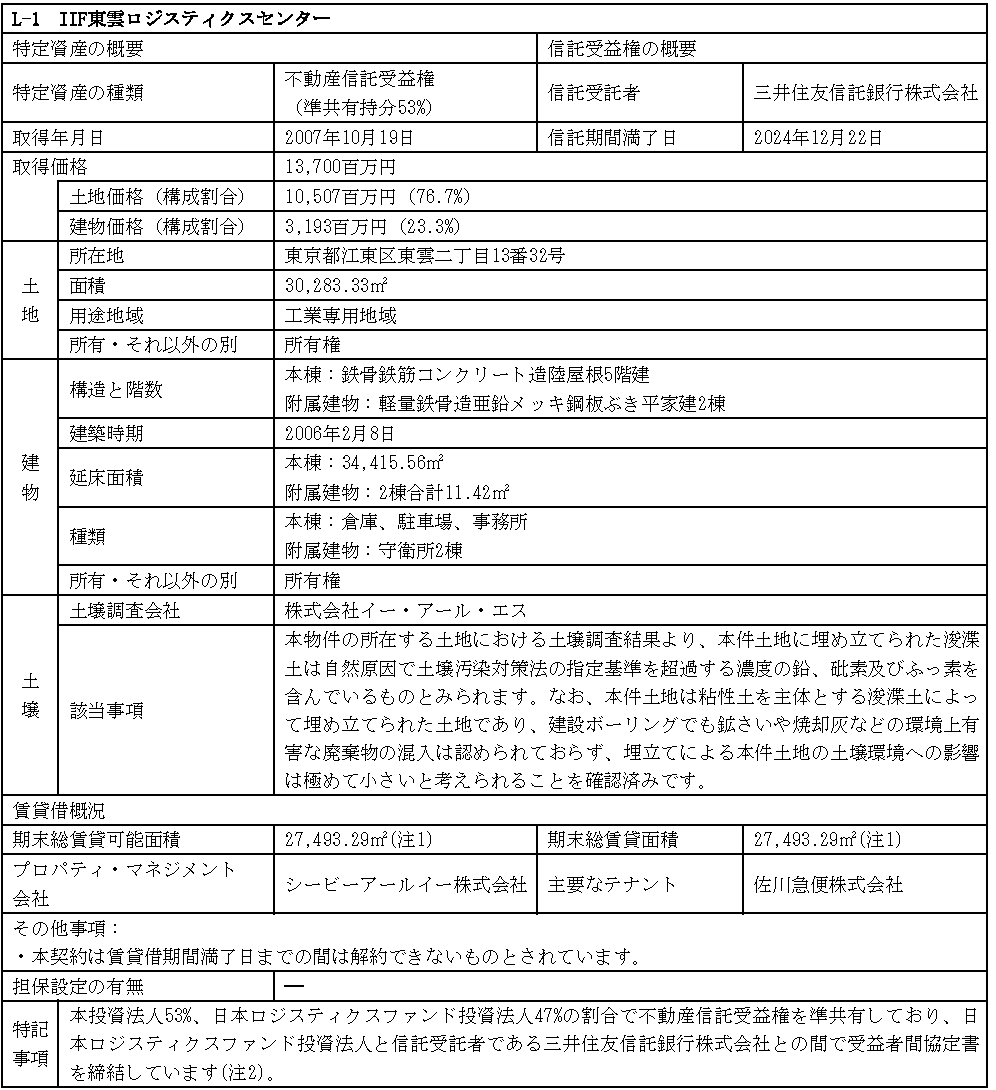 L-1 IIF東雲ロジスティクスセンター
特定資産の概要 信託受益権の概要
特定資産の種類 不動産信託受益権
（準共有持分53%） 信託受託者 三井住友信託銀行株式会社
取得年月日 2007年10月19日 信託期間満了日 2024年12月22日
取得価格 13,700百万円
土地価格（構成割合） 10,507百万円（76.7%）
建物価格（構成割合） 3,193百万円（23.3%）
土地
所在地 東京都江東区東雲二丁目13番32号
面積 30,283.33㎡
用途地域 工業専用地域
所有・それ以外の別 所有権
建物
構造と階数 本棟：鉄骨鉄筋コンクリート造陸屋根5階建
附属建物：軽量鉄骨造亜鉛メッキ鋼板ぶき平家建2棟
建築時期 2006年2月8日
延床面積 本棟：34,415.56㎡
附属建物：2棟合計11.42㎡
種類 本棟：倉庫、駐車場、事務所
附属建物：守衛所2棟
所有・それ以外の別 所有権
土壌
土壌調査会社 株式会社イー・アール・エス
該当事項 本物件の所在する土地における土壌調査結果より、本件土地に埋め立てられた浚渫
土は自然原因で土壌汚染対策法の指定基準を超過する濃度の鉛、砒素及びふっ素を
含んでいるものとみられます。なお、本件土地は粘性土を主体とする浚渫土によっ
て埋め立てられた土地であり、建設ボーリングでも鉱さいや焼却灰などの環境上有
害な廃棄物の混入は認められておらず、埋立てによる本件土地の土壌環境への影響
は極めて小さいと考えられることを確認済みです。
賃貸借概況
期末総賃貸可能面積 27,493.29㎡(注1) 期末総賃貸面積 27,493.29㎡(注1)
プロパティ・マネジメント
会社 シービーアールイー株式会社 主要なテナント 佐川急便株式会社
その他事項：
・本契約は賃貸借期間満了日までの間は解約できないものとされています。
担保設定の有無 ―
特記
事項
本投資法人53%、日本ロジスティクスファンド投資法人47%の割合で不動産信託受益権を準共有しており、日
本ロジスティクスファンド投資法人と信託受託者である三井住友信託銀行株式会社との間で受益者間協定書
を締結しています(注2)。